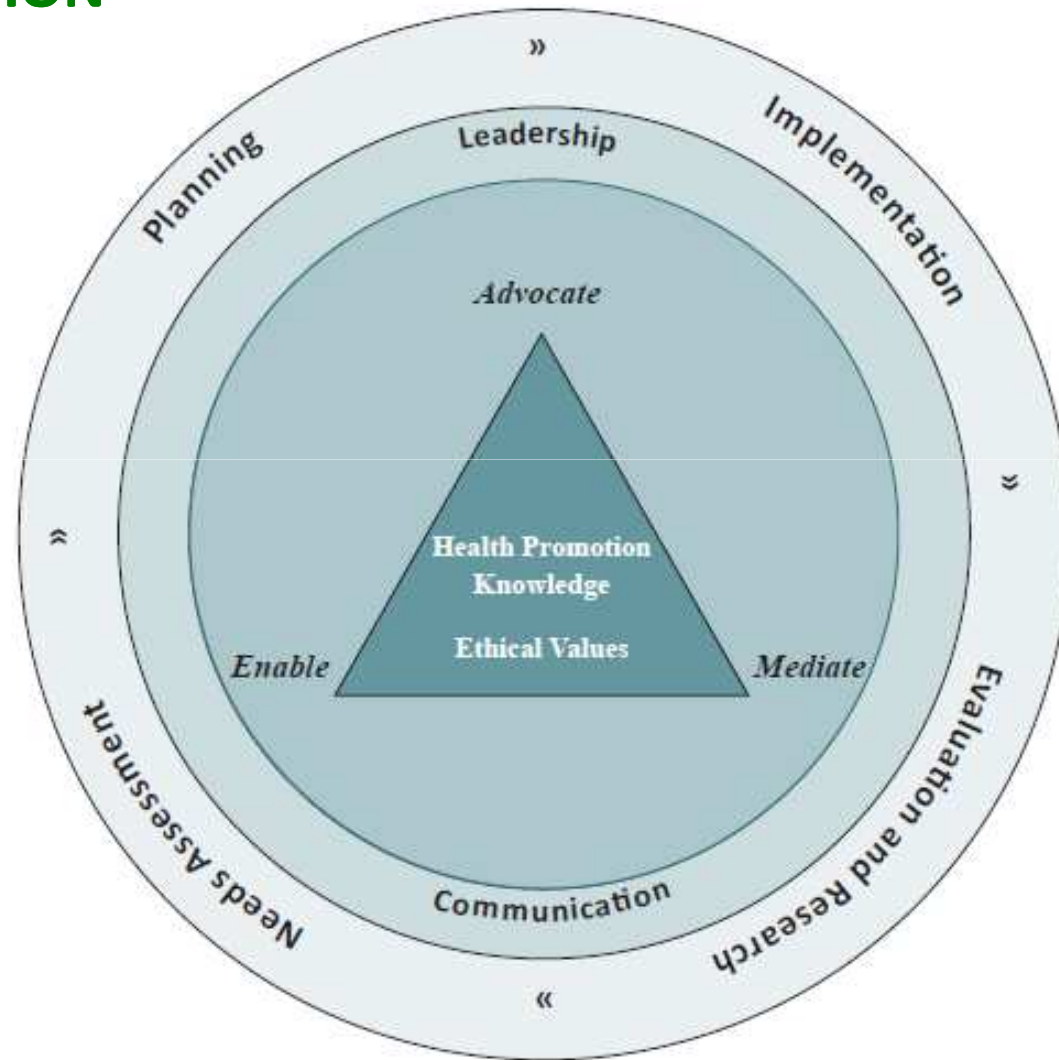 »
Planning
Implementation
Leadership
Advocate
»
»
Health Promotion
Knowledge
Ethical Values
Enable
Mediate
Needs Assessment
Evaluation and Research
Communication
»